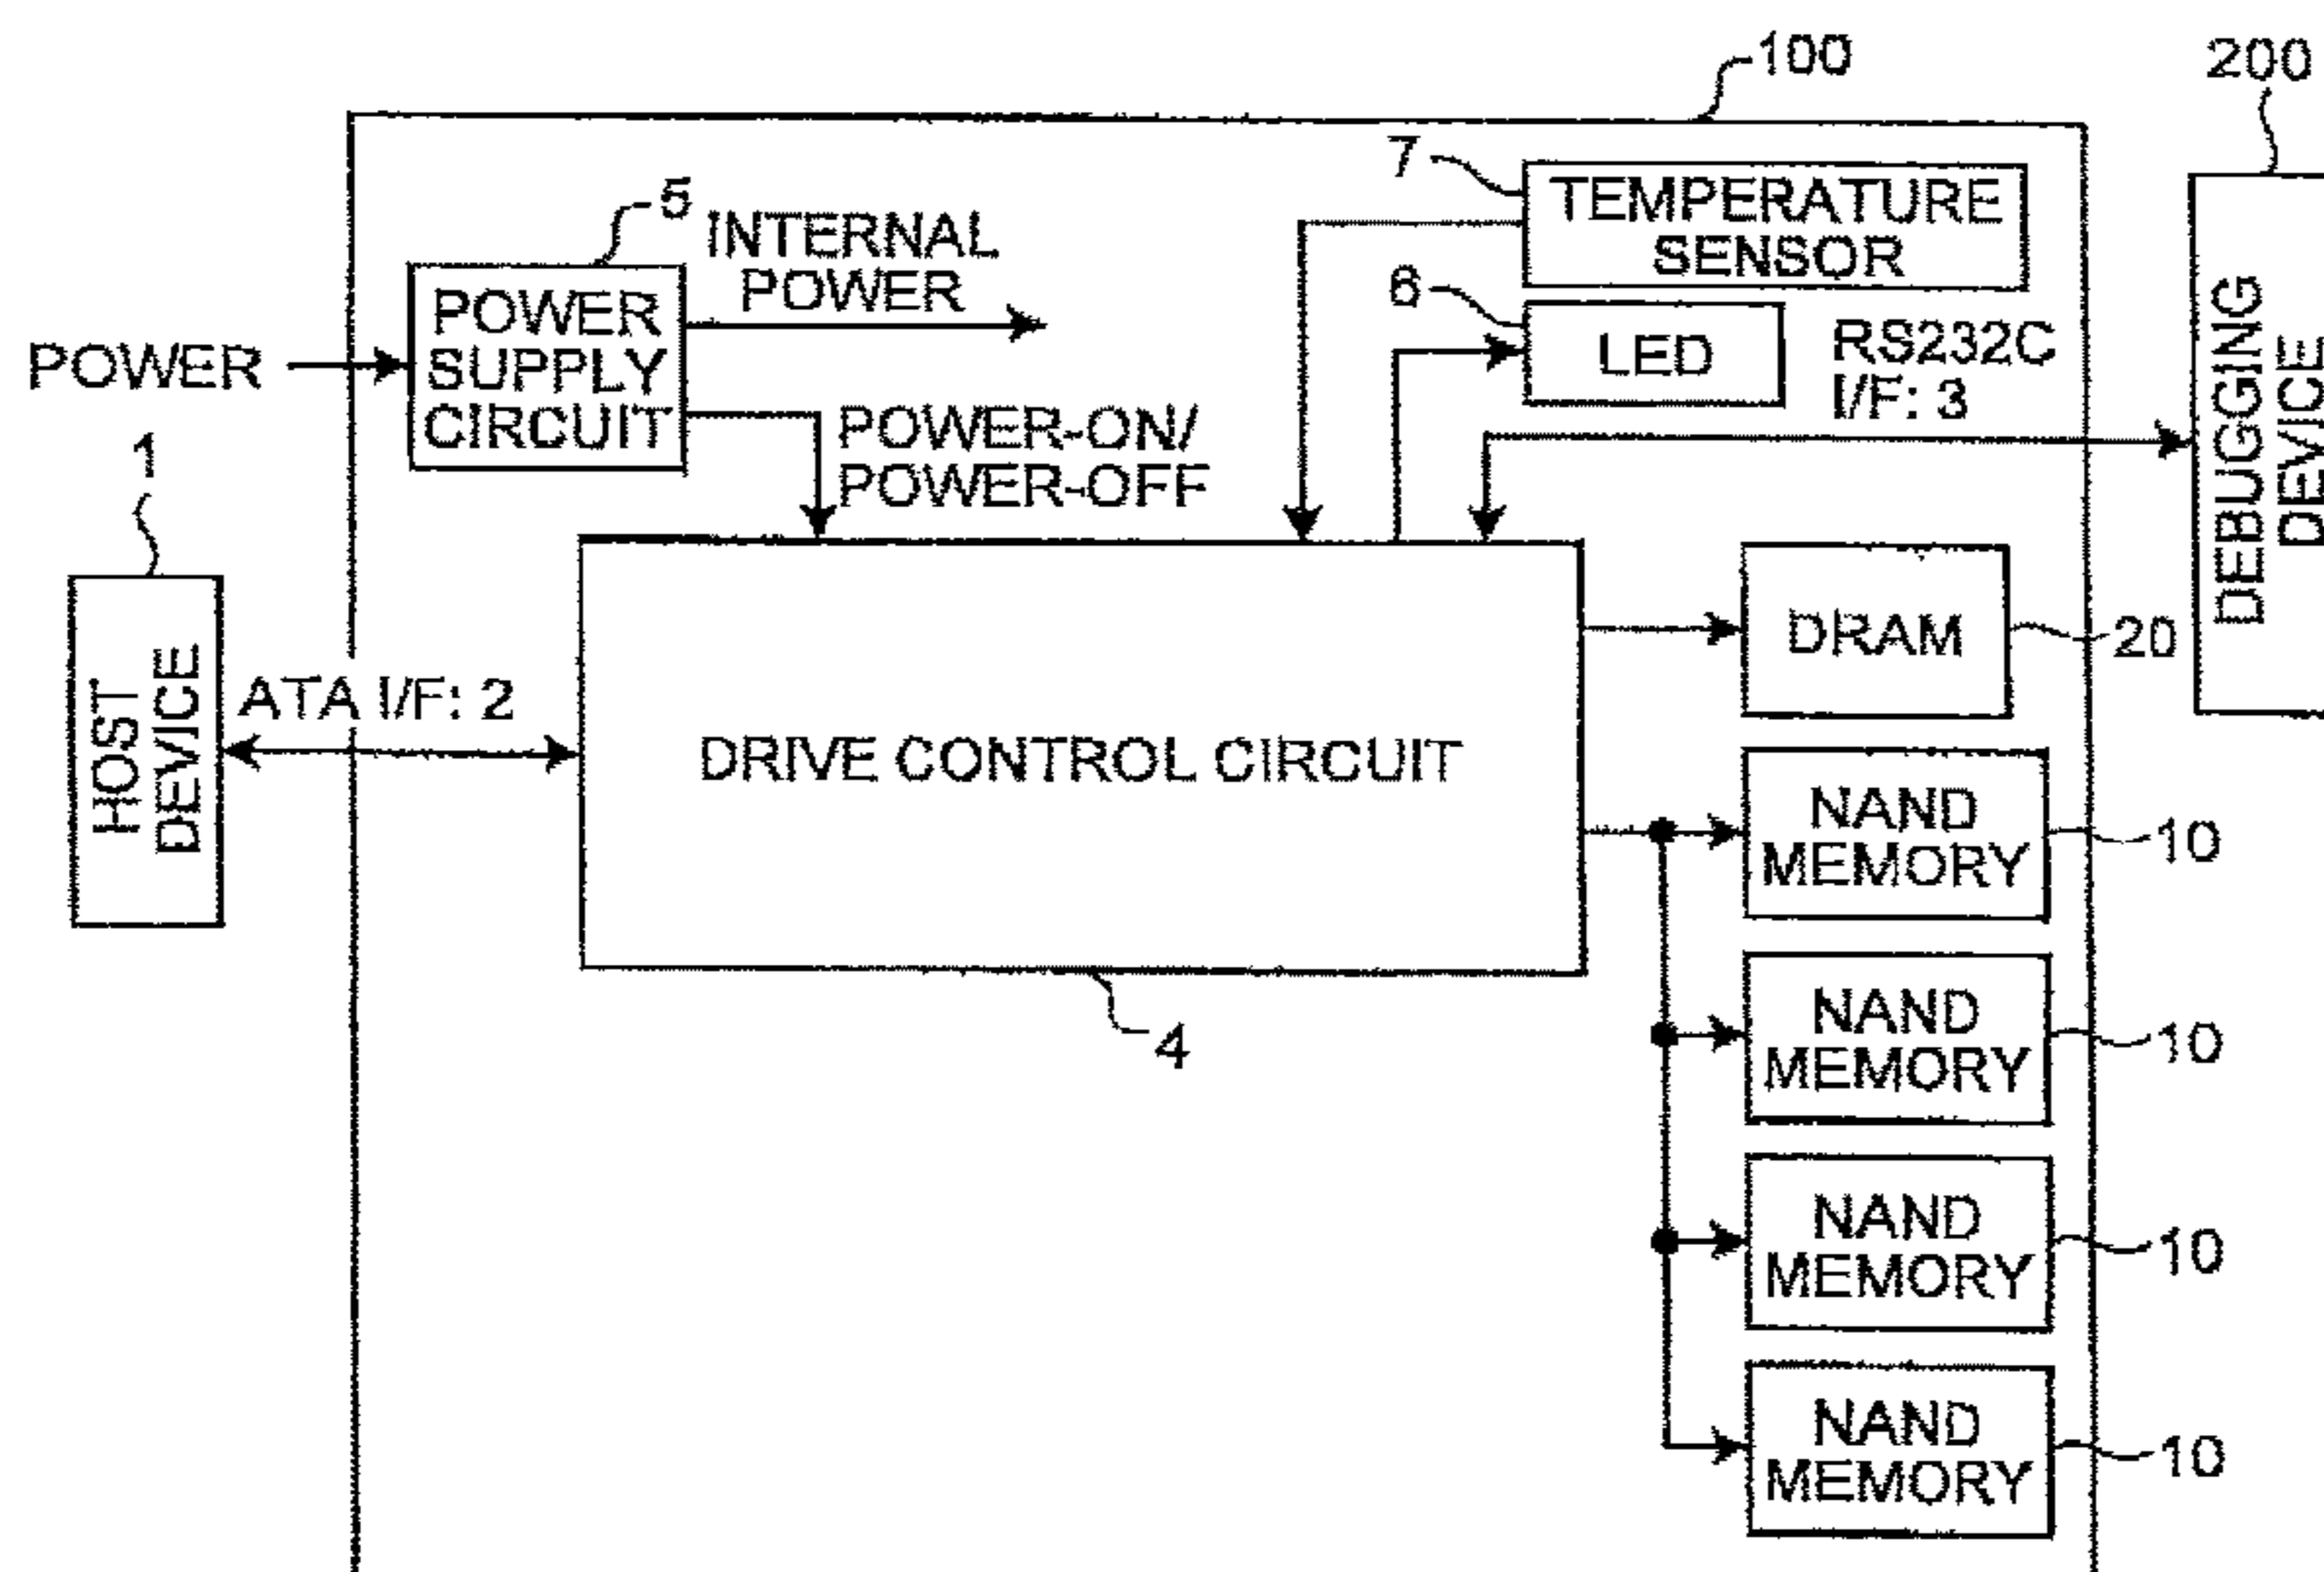 100
200
7
TEMPERATURE
SENSOR
5
INTERNAL
POWER
6
LED
RS232C
I/F: 3
POWER
POWER
SUPPLY
CIRCUIT
POWER-ON/
POWER-OFF
DEBUGGING
DEVICE
1
HOST
DEVICE
ATA I/F: 2
DRIVE CONTROL CIRCUIT
4
DRAM
20
NAND
MEMORY
10
NAND
MEMORY
10
NAND
MEMORY
10
NAND
MEMORY
10